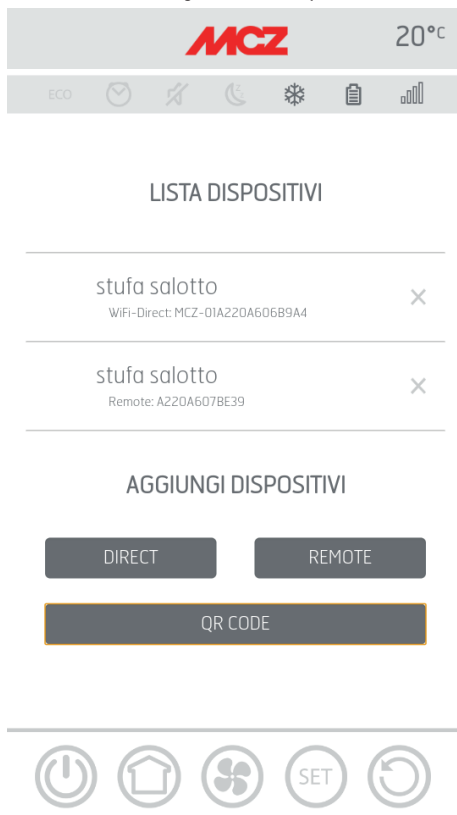 MCZ
20°C
ECO
LISTA DISPOSITIVI
stufa salotto
WiFi-Direct: MCZ-01A220A606B9A4
stufa salotto
Remote: A220A607BE39
AGGIUNGI DISPOSITIVI
DIRECT
REMOTE
QR CODE
SET